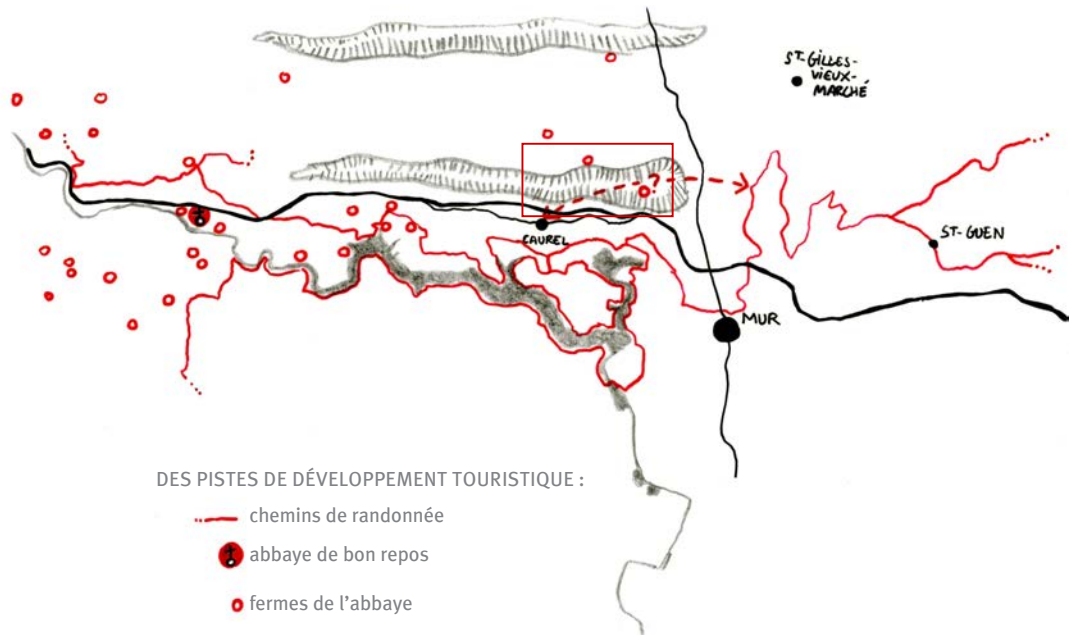 ST-GILLES-
VIEUX-
MARCHÉ
?
CAUREL
ST-GUEN
MUR
DES PISTES DE DÉVELOPPEMENT TOURISTIQUE :
chemins de randonnée
abbaye de bon repos
fermes de l'abbaye